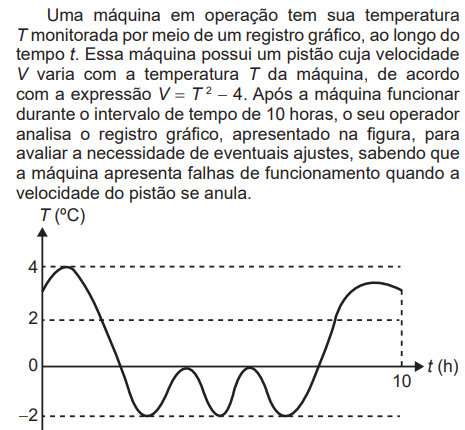 Uma máquina em operação tem sua temperatura
T monitorada por meio de um registro gráfico, ao longo do
tempo t. Essa máquina possui um pistão cuja velocidade
V varia com a temperatura T da máquina, de acordo
com a expressão V = T² – 4. Após a máquina funcionar
durante o intervalo de tempo de 10 horas, o seu operador
analisa o registro gráfico, apresentado na figura, para
avaliar a necessidade de eventuais ajustes, sabendo que
a máquina apresenta falhas de funcionamento quando a
velocidade do pistão se anula.
T (ºC)
4
2
0
t (h)
10
–2